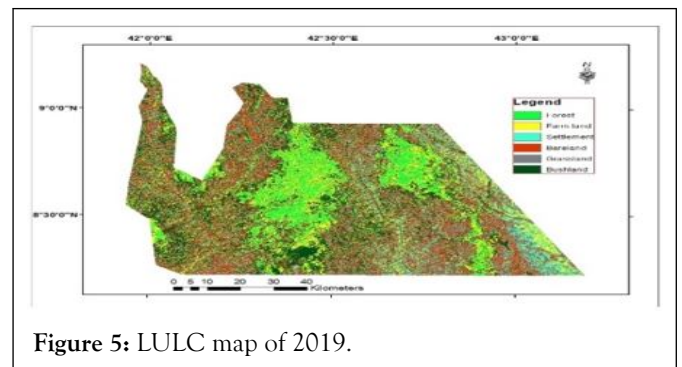 42°0'0"E 42°30'0"E 43°0'0"E
N
9°0'0"N
Legend
Forest
Farm land
Settlement
Bareland
Grassland
Bushland
8°30'0"N
0 5 10 20 30 40
Kilometers
Figure 5: LULC map of 2019.